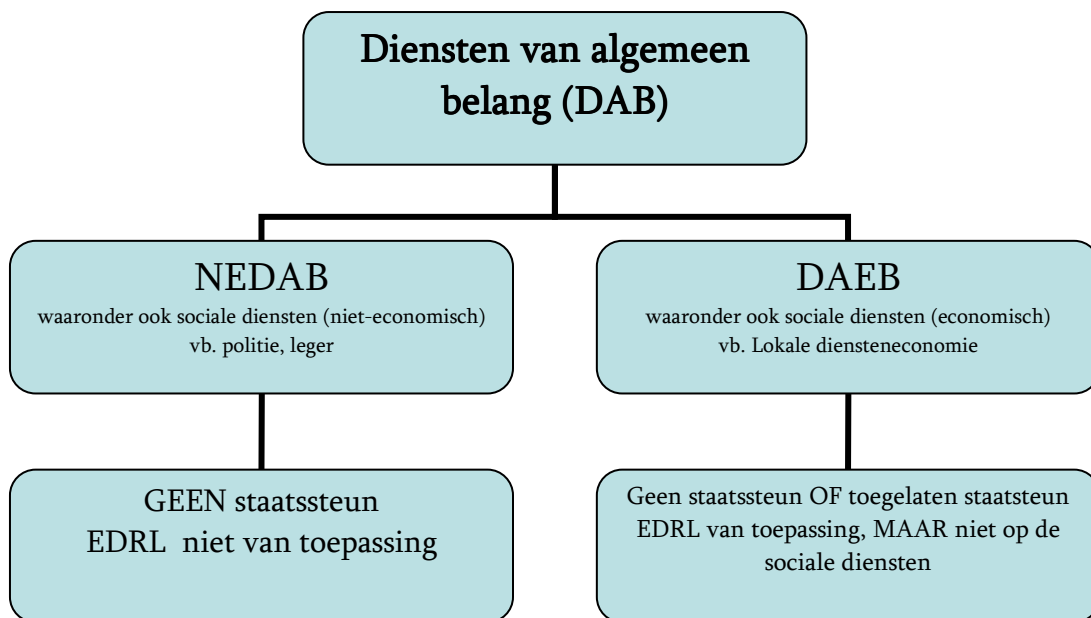 Diensten van algemeen
belang (DAB)
NEDAB
waaronder ook sociale diensten (niet-economisch)
vb. politie, leger
DAEB
waaronder ook sociale diensten (economisch)
vb. Lokale diensteneconomie
GEEN staatssteun
EDRL niet van toepassing
Geen staatssteun OF toegelaten staatsteun
EDRL van toepassing, MAAR niet op de
sociale diensten